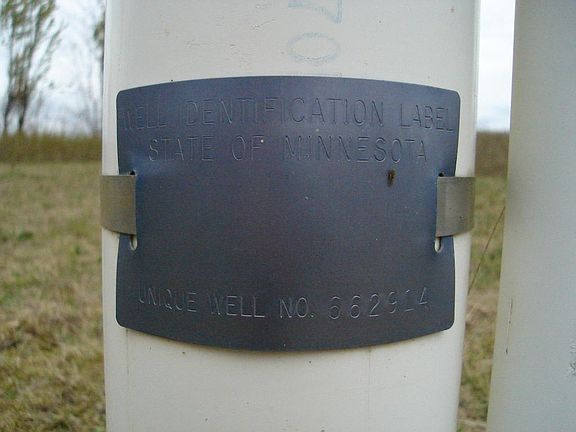 WELL IDENTIFICATION LABEL
STATE OF MINNESOTA
UNIQUE WELL NO. 662914